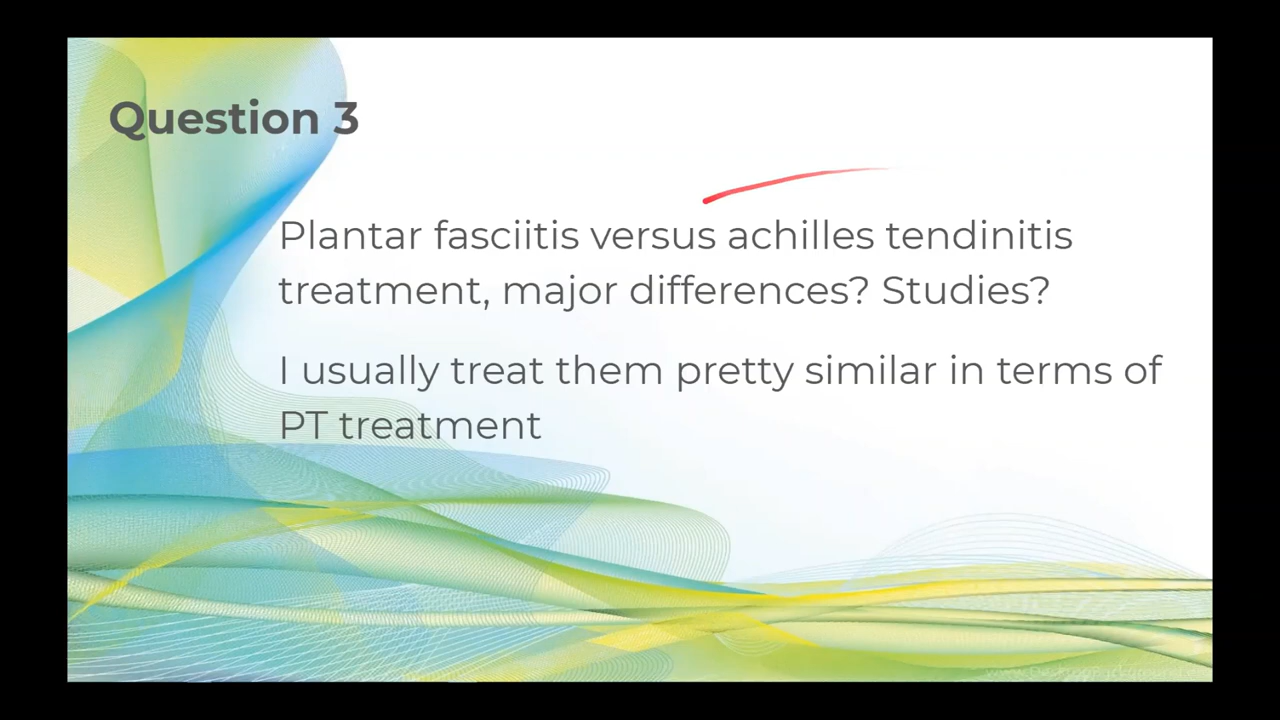 Question 3
Plantar fasciitis versus achilles tendinitis
treatment, major differences? Studies?
I usually treat them pretty similar in terms of
PT treatment